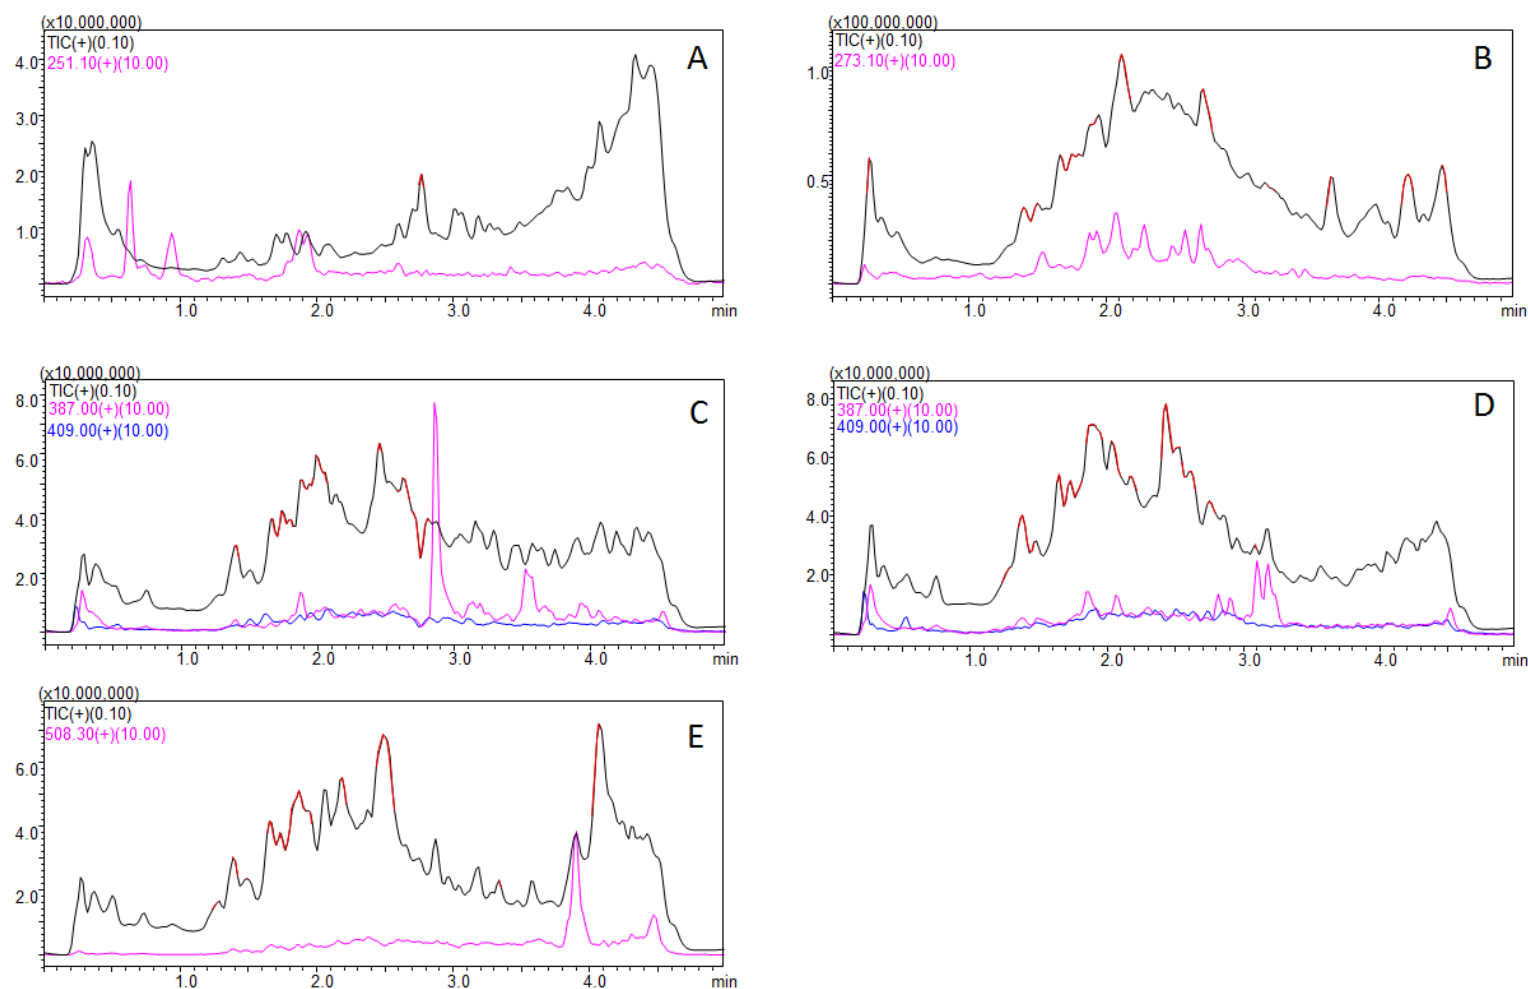 (x10,000,000)
TIC(+)(0.10)
251.10(+)(10.00)
A
4.0
3.0
2.0
1.0
1.0 2.0 3.0 4.0 min
(x100,000,000)
TIC(+)(0.10)
273.10(+)(10.00)
B
1.0
0.5
1.0 2.0 3.0 4.0 min
(x10,000,000)
TIC(+)(0.10)
387.00(+)(10.00)
409.00(+)(10.00)
C
8.0
6.0
4.0
2.0
1.0 2.0 3.0 4.0 min
(x10,000,000)
TIC(+)(0.10)
387.00(+)(10.00)
409.00(+)(10.00)
D
8.0
6.0
4.0
2.0
1.0 2.0 3.0 4.0 min
(x10,000,000)
TIC(+)(0.10)
508.30(+)(10.00)
E
6.0
4.0
2.0
1.0 2.0 3.0 4.0 min